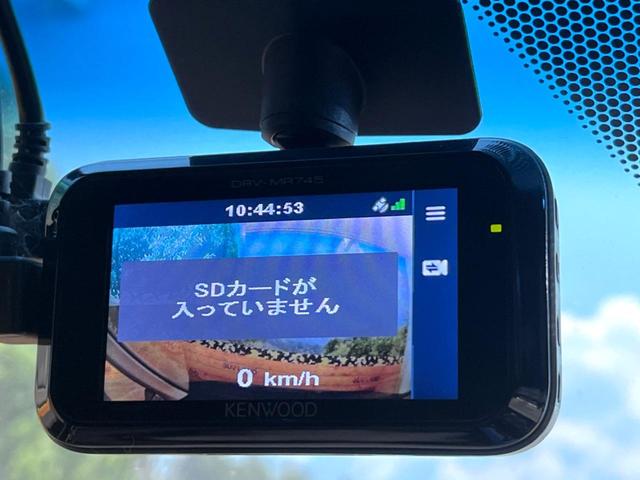 DRV-MR745
10:44:53
SDカードが
入っていません
0 km/h
KENWOOD